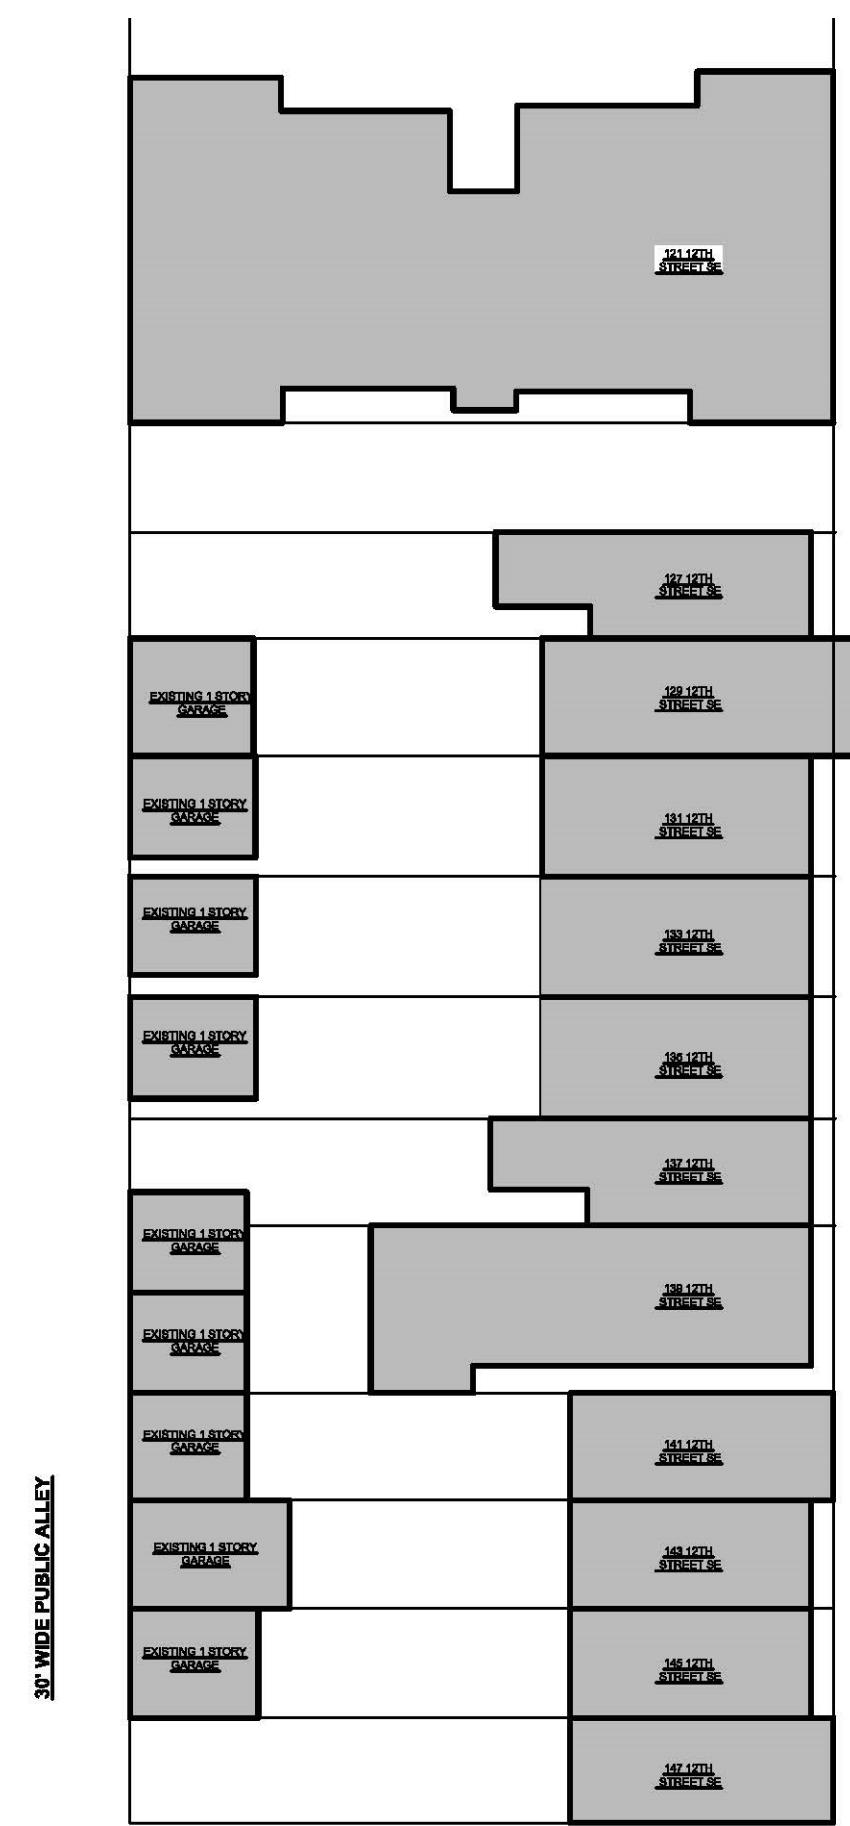 121 12TH
STREET SE
127 12TH
STREET SE
EXISTING 1 STORY
GARAGE
129 12TH
STREET SE
EXISTING 1 STORY
GARAGE
131 12TH
STREET SE
EXISTING 1 STORY
GARAGE
133 12TH
STREET SE
EXISTING 1 STORY
GARAGE
135 12TH
STREET SE
137 12TH
STREET SE
EXISTING 1 STORY
GARAGE
139 12TH
STREET SE
EXISTING 1 STORY
GARAGE
EXISTING 1 STORY
GARAGE
141 12TH
STREET SE
30' WIDE PUBLIC ALLEY
EXISTING 1 STORY
GARAGE
143 12TH
STREET SE
EXISTING 1 STORY
GARAGE
145 12TH
STREET SE
147 12TH
STREET SE